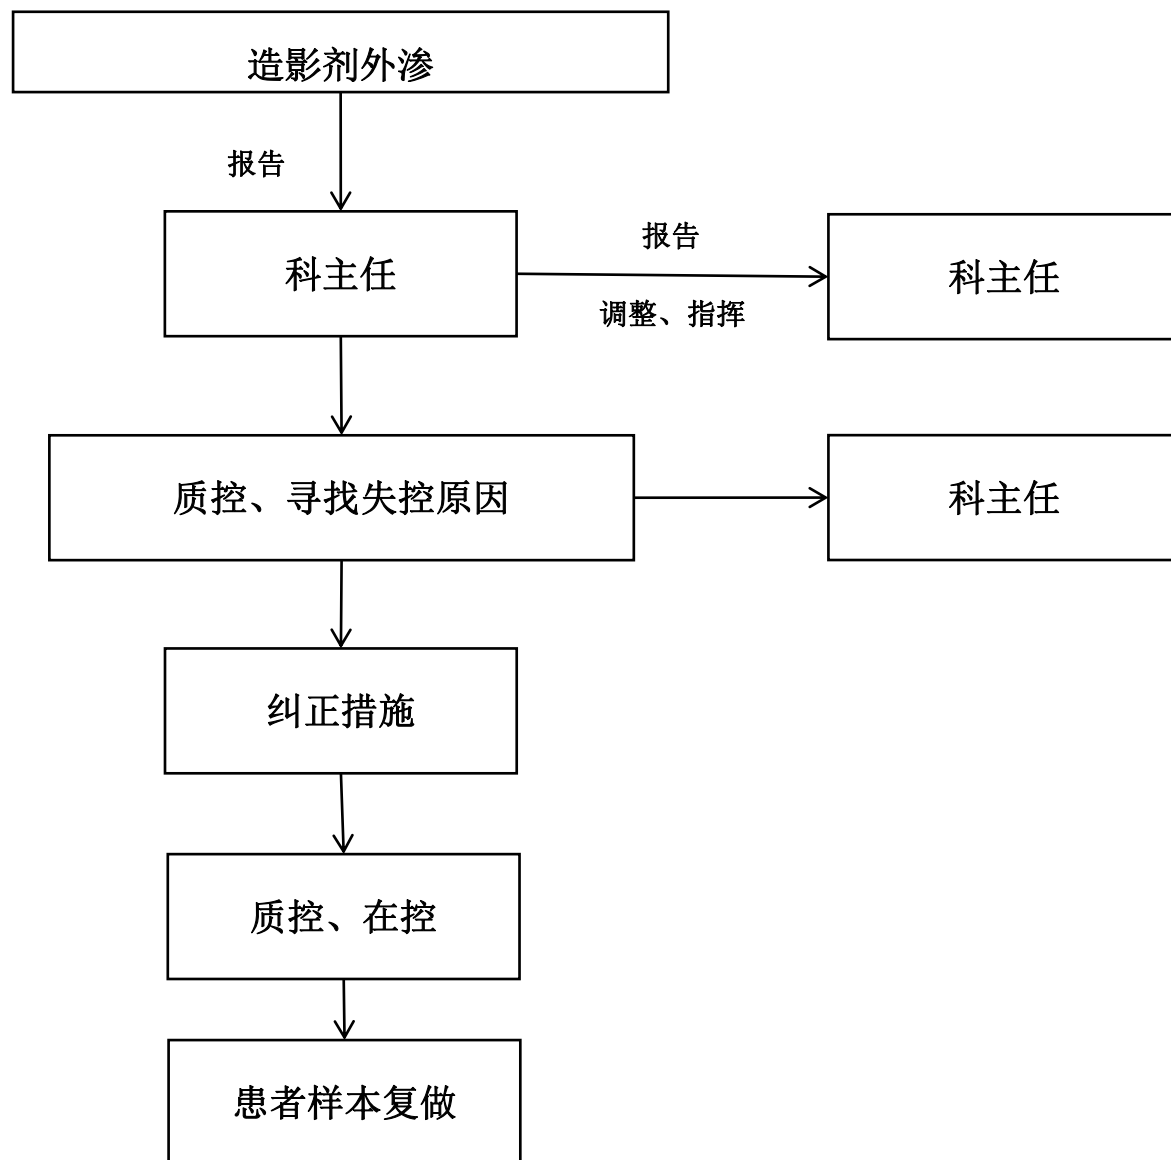 造影剂外渗
报告
科主任
报告
调整、指挥
科主任
质控、寻找失控原因
科主任
纠正措施
质控、在控
患者样本复做